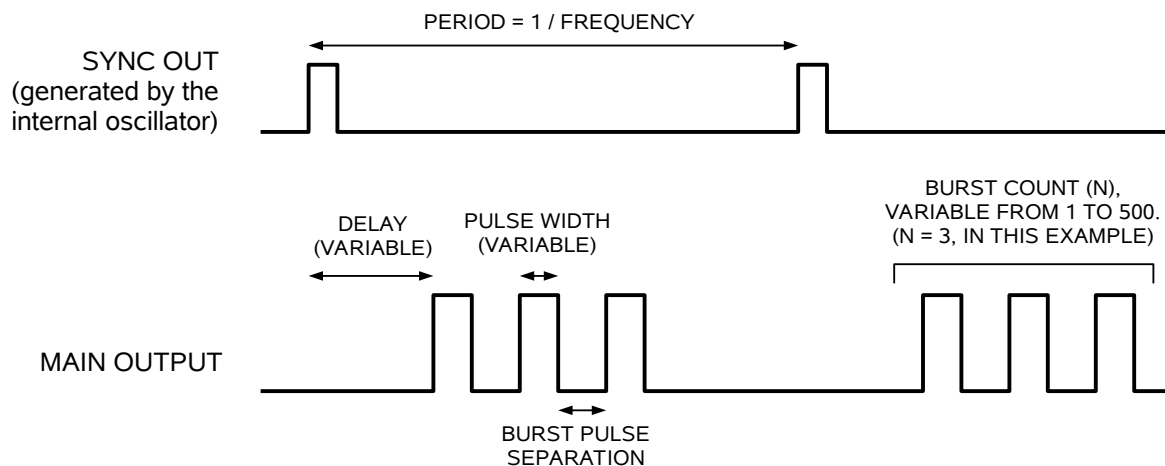 PERIOD = 1 / FREQUENCY
SYNC OUT
(generated by the
internal oscillator)
BURST COUNT (N),
VARIABLE FROM 1 TO 500.
(N = 3, IN THIS EXAMPLE)
DELAY
(VARIABLE)
PULSE WIDTH
(VARIABLE)
MAIN OUTPUT
BURST PULSE
SEPARATION